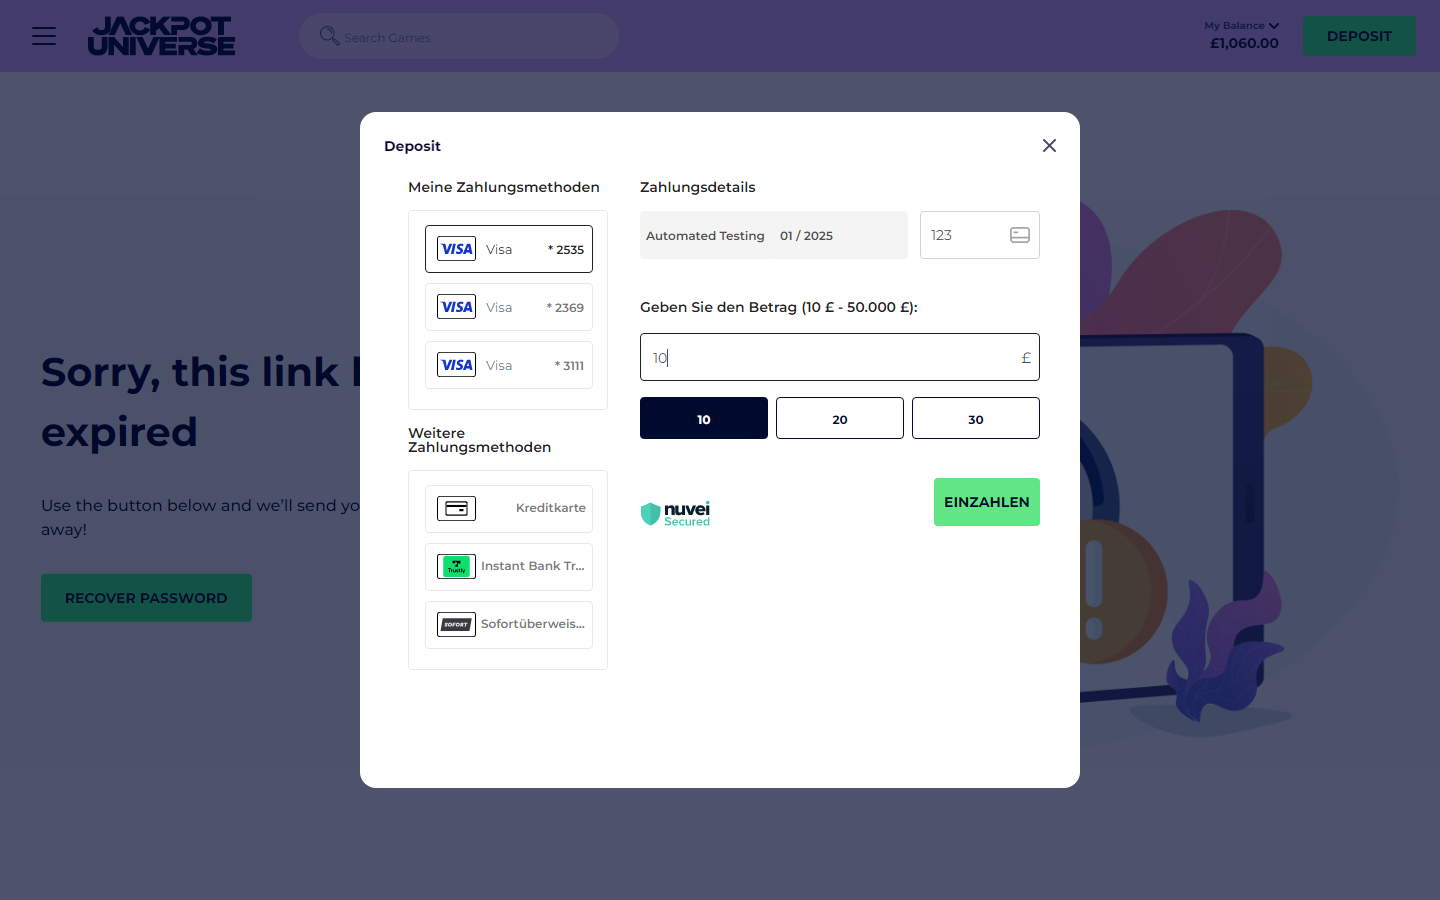 JACKPOT
UNIVERSE
Search Games
My Balance
£1,060.00
DEPOSIT
Sorry, this link
expired
Use the button below and we'll send yo
away!
RECOVER PASSWORD
Deposit
Meine Zahlungsmethoden
VISA Visa * 2535
VISA Visa * 2369
VISA Visa * 3111
Weitere
Zahlungsmethoden
Kreditkarte
Trustly Instant Bank Tr...
SOFORT Sofortüberweis...
Zahlungsdetails
Automated Testing 01 / 2025
123
Geben Sie den Betrag (10 £ - 50.000 £):
10 £
10 20 30
nuvei
Secured
EINZAHLEN